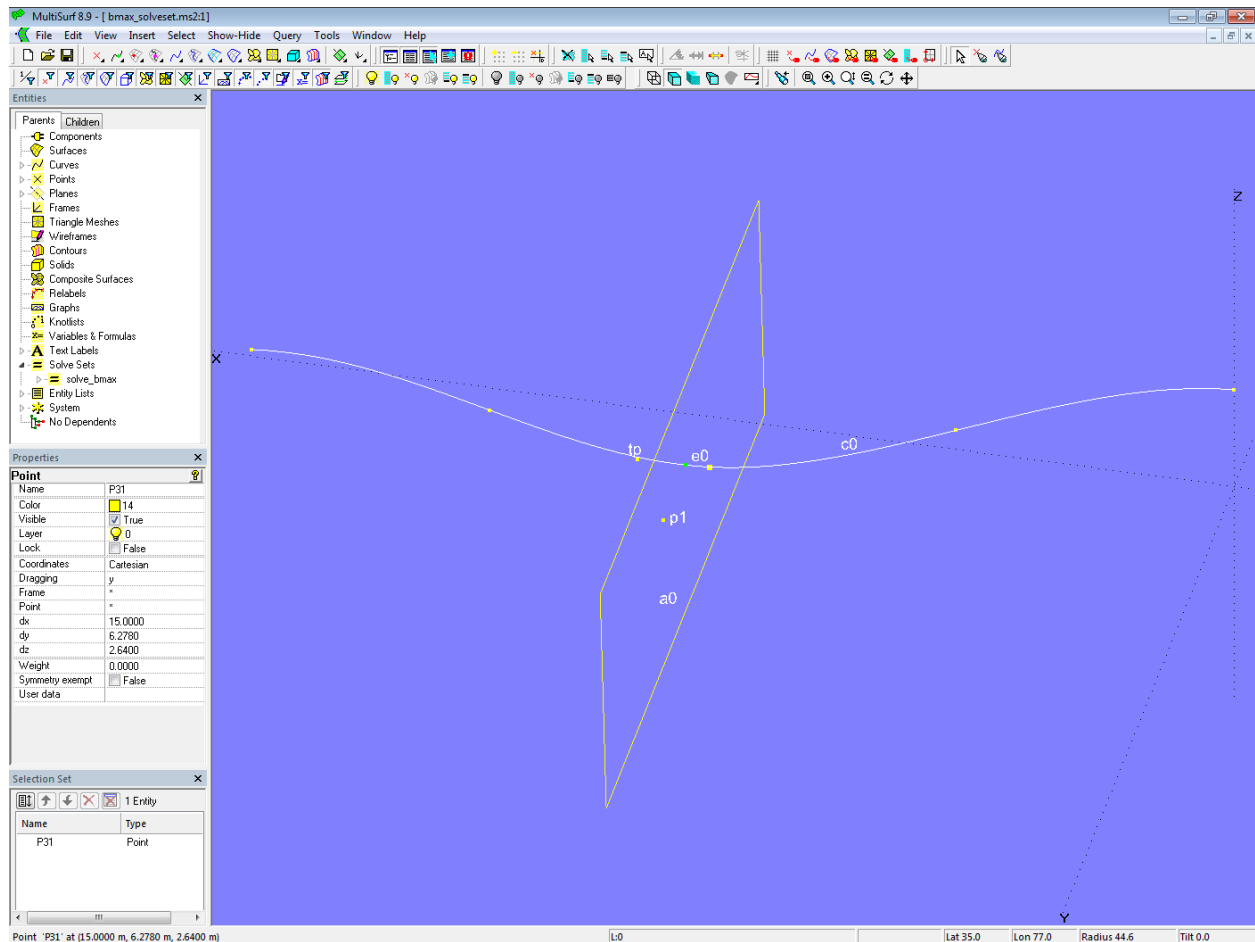 MultiSurf 8.9 - [ bmax_solveset.ms2:1]
File Edit View Insert Select Show-Hide Query Tools Window Help
Entities
Parents Children
Components
Surfaces
Curves
Points
Planes
Frames
Triangle Meshes
Wireframes
Contours
Solids
Composite Surfaces
Relabels
Graphs
Knotlists
Variables & Formulas
Text Labels
Solve Sets
solve_bmax
Entity Lists
System
No Dependents
Properties
Point
Name P31
Color 14
Visible True
Layer 0
Lock False
Coordinates Cartesian
Dragging y
Frame *
Point *
dx 15.0000
dy 6.2780
dz 2.6400
Weight 0.0000
Symmetry exempt False
User data
Selection Set
1 Entity
Name Type
P31 Point
Z
X
tp e0 c0
p1
a0
Y
Point 'P31' at (15.0000 m, 6.2780 m, 2.6400 m) L:0 Lat 35.0 Lon 77.0 Radius 44.6 Tilt 0.0